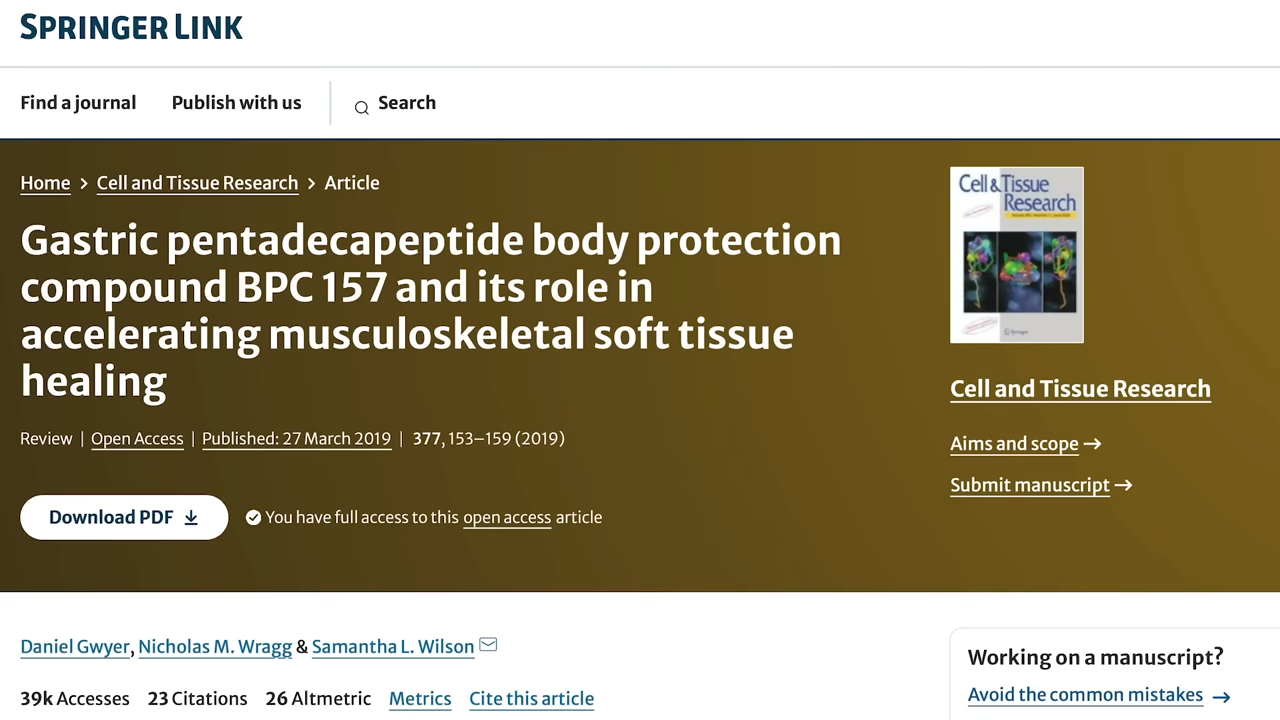 SPRINGER LINK
Find a journal Publish with us Search
Home > Cell and Tissue Research > Article
Gastric pentadecapeptide body protection
compound BPC 157 and its role in
accelerating musculoskeletal soft tissue
healing
Review | Open Access | Published: 27 March 2019 | 377, 153–159 (2019)
Download PDF
You have full access to this open access article
Cell & Tissue
Research
Springer
Cell and Tissue Research
Aims and scope →
Submit manuscript →
Daniel Gwyer, Nicholas M. Wragg & Samantha L. Wilson
39k Accesses 23 Citations 26 Altmetric Metrics Cite this article
Working on a manuscript?
Avoid the common mistakes →